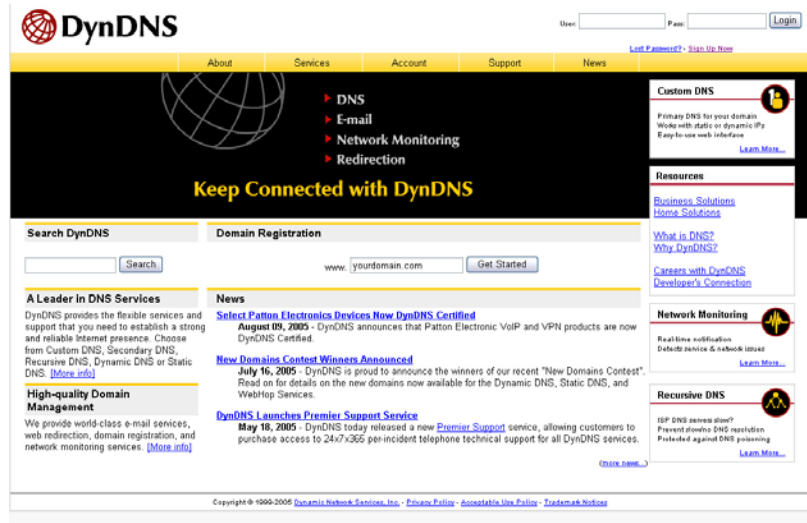 DynDNS
User:
Pass:
Login
Lost Password? - Sign Up Now
About Services Account Support News
DNS
E-mail
Network Monitoring
Redirection
Keep Connected with DynDNS
Custom DNS
Primary DNS for your domain
Works with static or dynamic IPs
Easy-to-use web interface
Learn More...
Resources
Business Solutions
Home Solutions
What is DNS?
Why DynDNS?
Careers with DynDNS
Developer's Connection
Search DynDNS
Search
Domain Registration
www. yourdomain.com Get Started
A Leader in DNS Services
DynDNS provides the flexible services and
support that you need to establish a strong
and reliable Internet presence. Choose
from Custom DNS, Secondary DNS,
Recursive DNS, Dynamic DNS or Static
DNS. [More info]
High-quality Domain
Management
We provide world-class e-mail services,
web redirection, domain registration, and
network monitoring services. [More info]
News
Select Patton Electronics Devices Now DynDNS Certified
August 09, 2005 - DynDNS announces that Patton Electronic VoIP and VPN products are now
DynDNS Certified.
New Domains Contest Winners Announced
July 16, 2005 - DynDNS is proud to announce the winners of our recent "New Domains Contest".
Read on for details on the new domains now available for the Dynamic DNS, Static DNS, and
WebHop Services.
DynDNS Launches Premier Support Service
May 18, 2005 - DynDNS today released a new Premier Support service, allowing customers to
purchase access to 24x7x365 per-incident telephone technical support for all DynDNS services.
(more news...)
Network Monitoring
Real-time notification
Detects service & network issues
Learn More...
Recursive DNS
ISP DNS servers slow?
Prevent slow/no DNS resolution
Protected against DNS poisoning
Learn More...
Copyright © 1999-2005 Dynamic Network Services, Inc. - Privacy Policy - Acceptable Use Policy - Trademark Notices